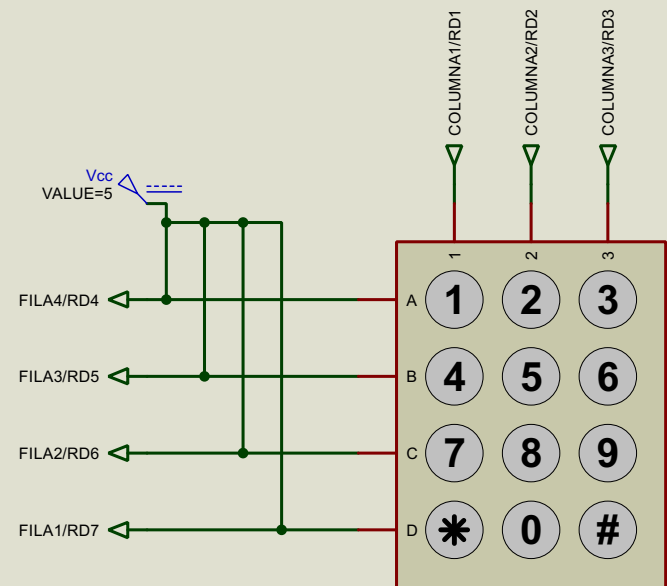 COLUMNA1/RD1
COLUMNA2/RD2
COLUMNA3/RD3
Vcc
VALUE=5
1
2
3
FILA4/RD4
A
1 2 3
FILA3/RD5
B
4 5 6
FILA2/RD6
C
7 8 9
FILA1/RD7
D
* 0 #